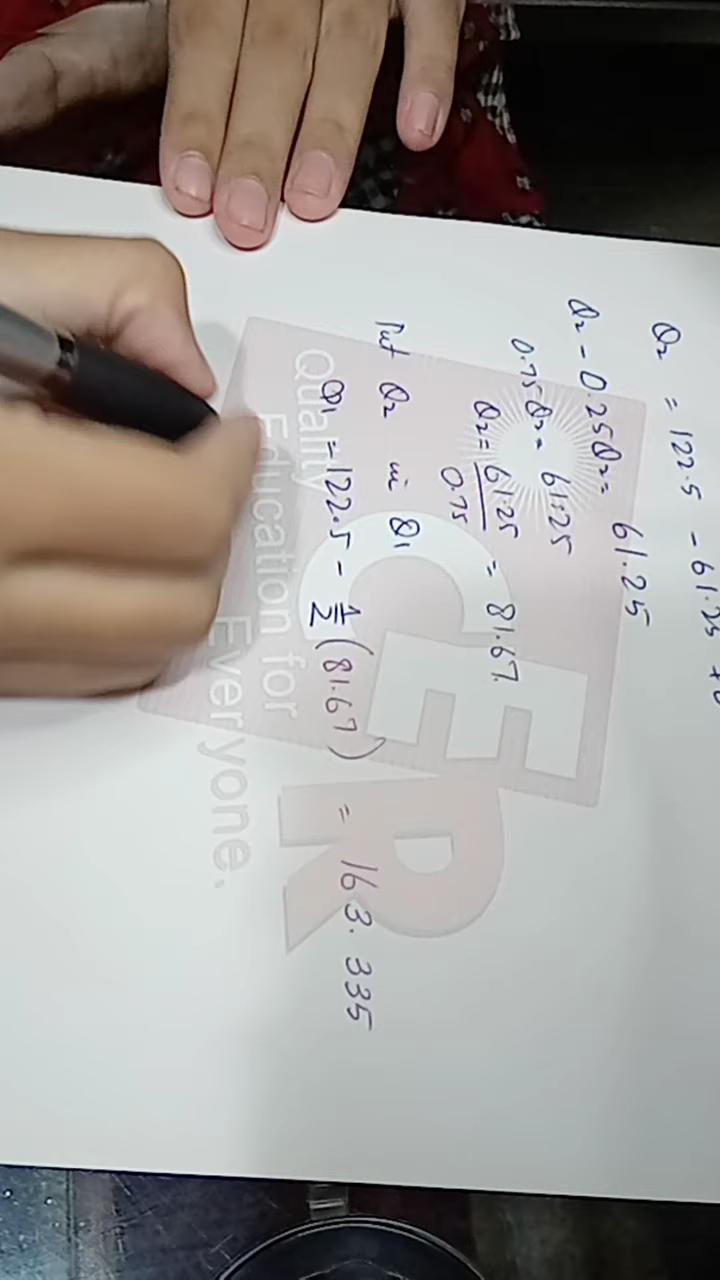 Q₂ = 122.5 - 61.25 +
Q₂ - 0.25Q₂ = 61.25
0.75Q₂ = 61.25
Q₂ = 61.25/0.75 = 81.67.
Put Q₂ in Q₁
Q₁ = 122.5 - 1/2 (81.67) = 163.335
CER
Quality
Education for
Everyone.